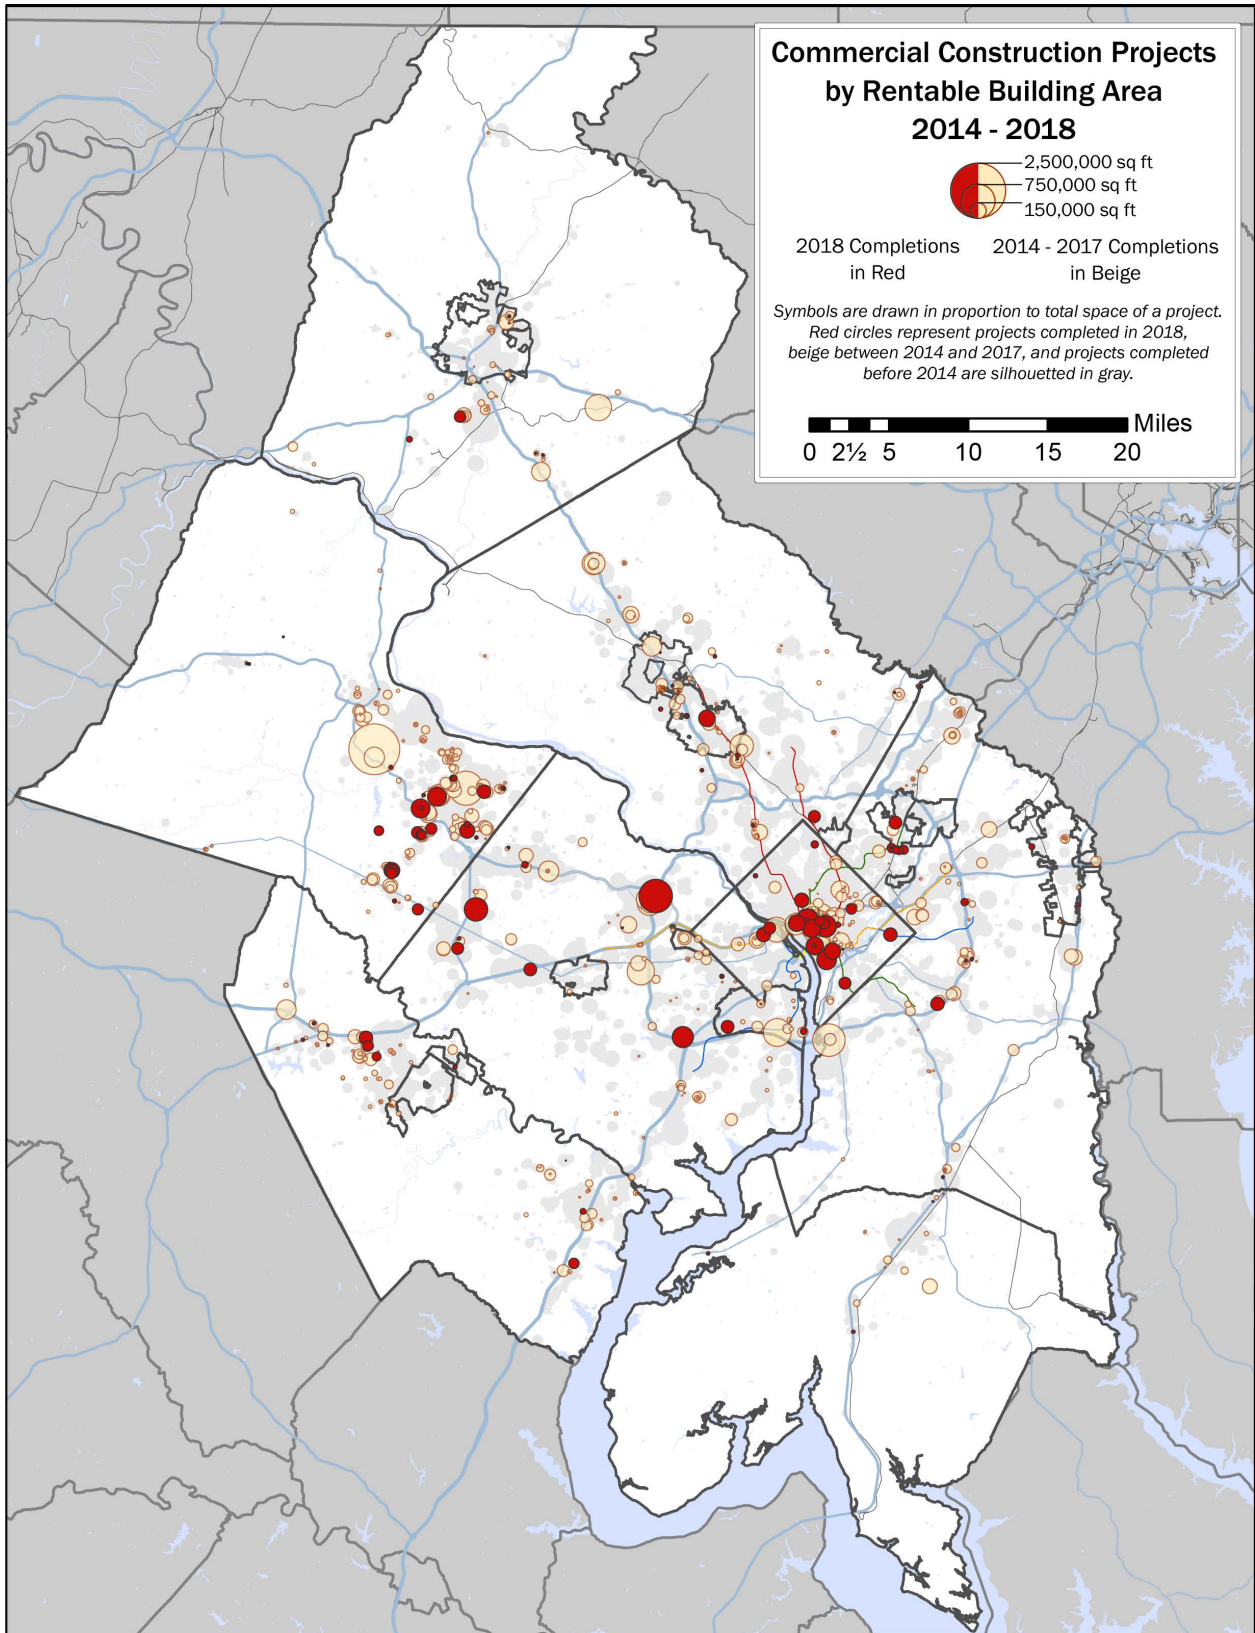 Commercial Construction Projects
by Rentable Building Area
2014 - 2018
2,500,000 sq ft
750,000 sq ft
150,000 sq ft
2018 Completions
in Red
2014 - 2017 Completions
in Beige
Symbols are drawn in proportion to total space of a project.
Red circles represent projects completed in 2018,
beige between 2014 and 2017, and projects completed
before 2014 are silhouetted in gray.
Miles
0 2½ 5 10 15 20